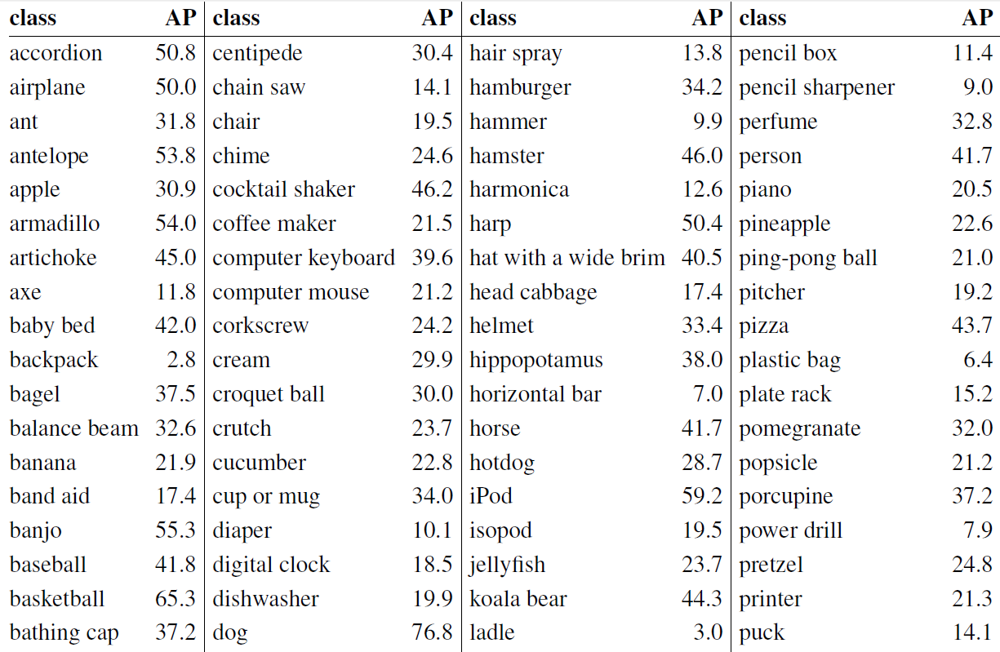 class AP class AP class AP class AP
accordion 50.8 centipede 30.4 hair spray 13.8 pencil box 11.4
airplane 50.0 chain saw 14.1 hamburger 34.2 pencil sharpener 9.0
ant 31.8 chair 19.5 hammer 9.9 perfume 32.8
antelope 53.8 chime 24.6 hamster 46.0 person 41.7
apple 30.9 cocktail shaker 46.2 harmonica 12.6 piano 20.5
armadillo 54.0 coffee maker 21.5 harp 50.4 pineapple 22.6
artichoke 45.0 computer keyboard 39.6 hat with a wide brim 40.5 ping-pong ball 21.0
axe 11.8 computer mouse 21.2 head cabbage 17.4 pitcher 19.2
baby bed 42.0 corkscrew 24.2 helmet 33.4 pizza 43.7
backpack 2.8 cream 29.9 hippopotamus 38.0 plastic bag 6.4
bagel 37.5 croquet ball 30.0 horizontal bar 7.0 plate rack 15.2
balance beam 32.6 crutch 23.7 horse 41.7 pomegranate 32.0
banana 21.9 cucumber 22.8 hotdog 28.7 popsicle 21.2
band aid 17.4 cup or mug 34.0 iPod 59.2 porcupine 37.2
banjo 55.3 diaper 10.1 isopod 19.5 power drill 7.9
baseball 41.8 digital clock 18.5 jellyfish 23.7 pretzel 24.8
basketball 65.3 dishwasher 19.9 koala bear 44.3 printer 21.3
bathing cap 37.2 dog 76.8 ladle 3.0 puck 14.1